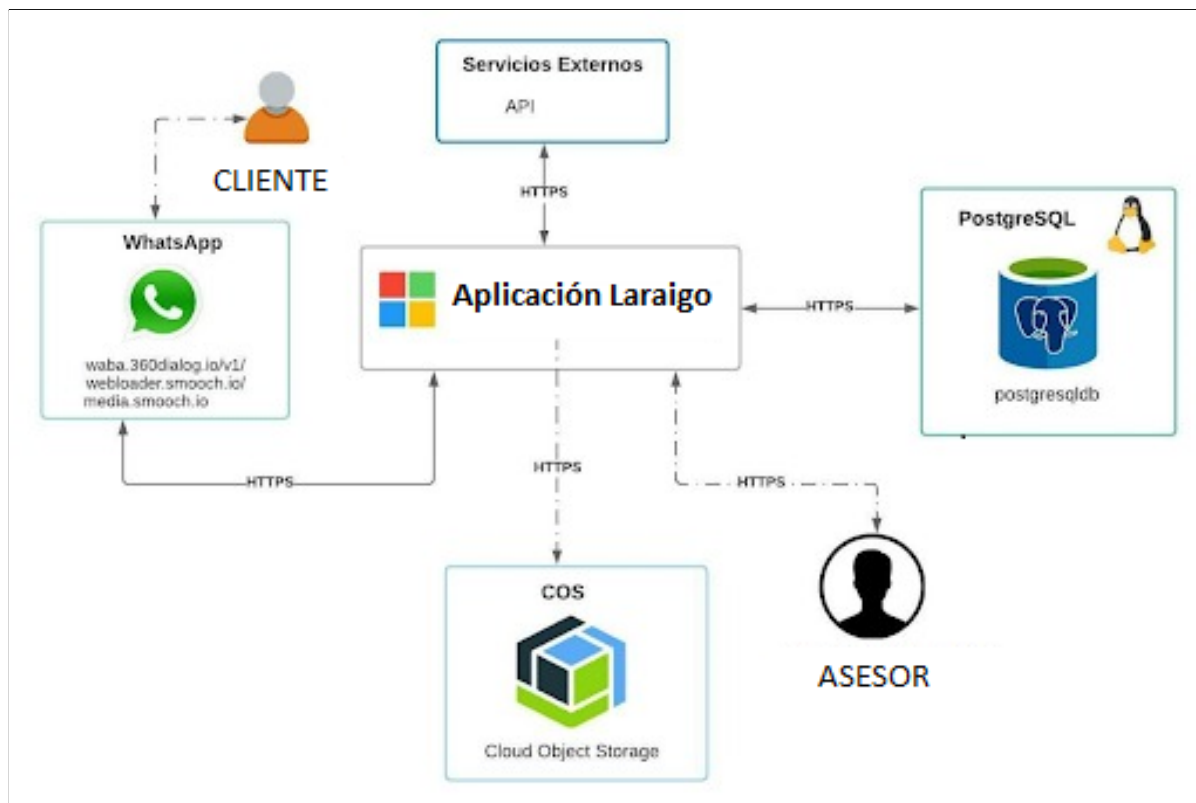 Servicios Externos
API
CLIENTE
HTTPS
WhatsApp
PostgreSQL
Aplicación Laraigo
HTTPS
waba.360dialog.io/v1/
webloader.smooch.io/
media.smooch.io
postgresqldb
HTTPS
HTTPS
HTTPS
COS
ASESOR
Cloud Object Storage